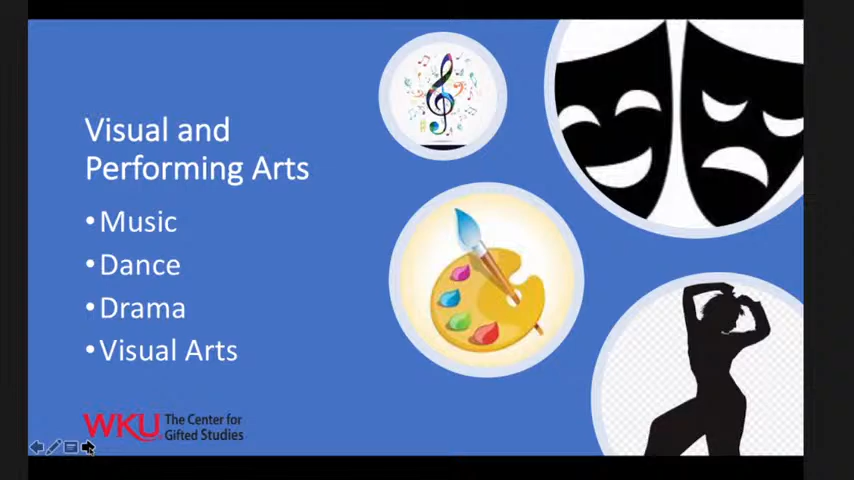 Visual and
Performing Arts
•Music
•Dance
•Drama
•Visual Arts
WKU The Center for
Gifted Studies